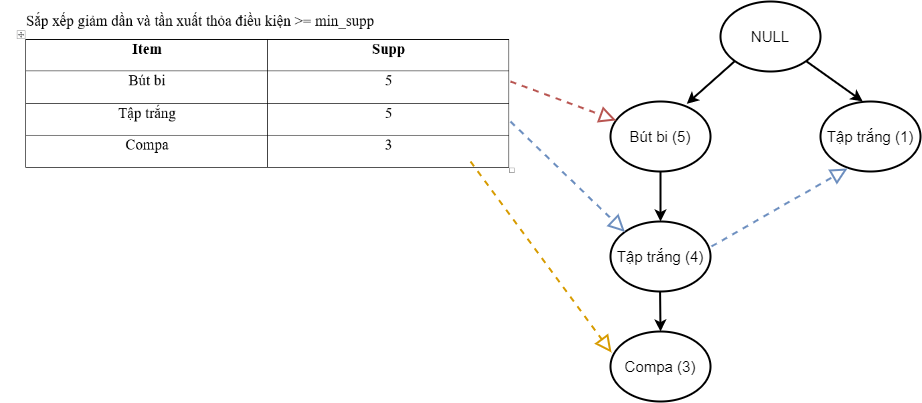 Sắp xếp giảm dần và tần xuất thỏa điều kiện >= min_supp
Item Supp
Bút bi 5
Tập trắng 5
Compa 3
NULL
Bút bi (5)
Tập trắng (1)
Tập trắng (4)
Compa (3)